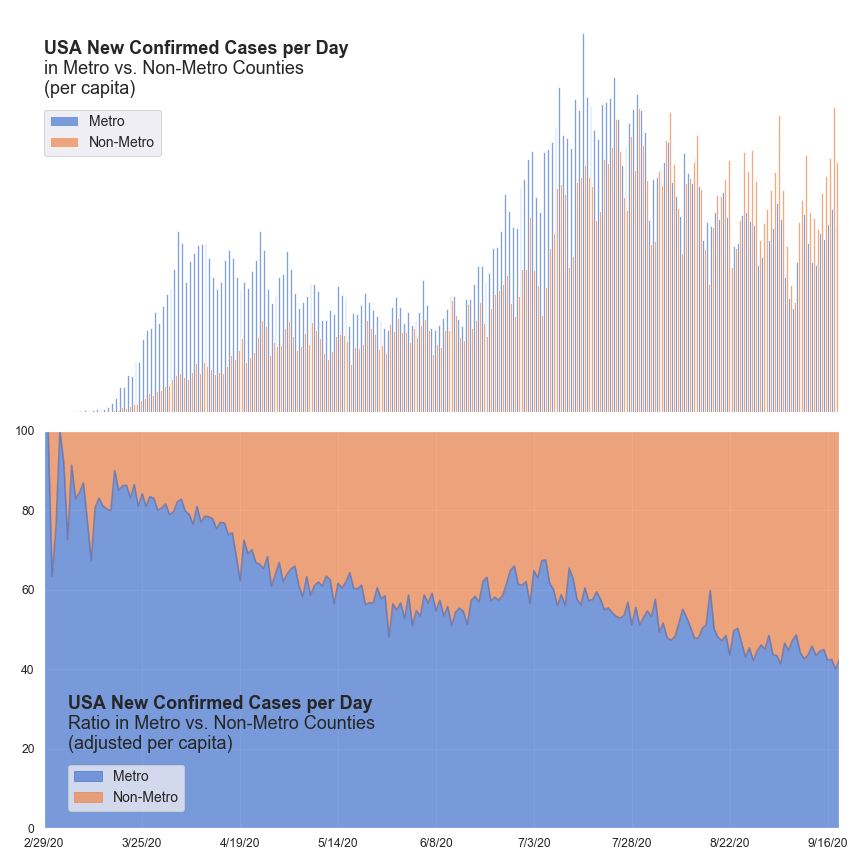 USA New Confirmed Cases per Day
in Metro vs. Non-Metro Counties
(per capita)
Metro
Non-Metro
100
80
60
40
20
0
USA New Confirmed Cases per Day
Ratio in Metro vs. Non-Metro Counties
(adjusted per capita)
Metro
Non-Metro
2/29/20 3/25/20 4/19/20 5/14/20 6/8/20 7/3/20 7/28/20 8/22/20 9/16/20